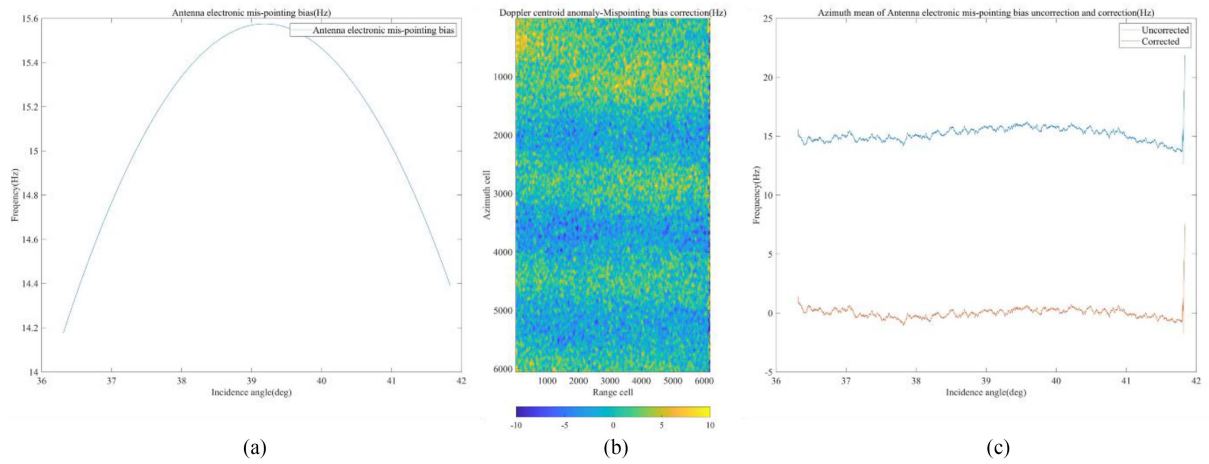 Antenna electronic mis-pointing bias(Hz)
Antenna electronic mis-pointing bias
15.6
15.4
15.2
15
14.8
14.6
14.4
14.2
14
Freqency(Hz)
36
37
38
39
40
41
42
Incidence angle(deg)
(a)
Doppler centroid anomaly-Mispointing bias correction(Hz)
1000
2000
3000
4000
5000
6000
Azimuth cell
1000 2000 3000 4000 5000 6000
Range cell
-10 -5 0 5 10
(b)
Azimuth mean of Antenna electronic mis-pointing bias uncorrection and correction(Hz)
Uncorrected
Corrected
25
20
15
10
5
0
-5
Frequency(Hz)
36
37
38
39
40
41
42
Incidence angle(deg)
(c)